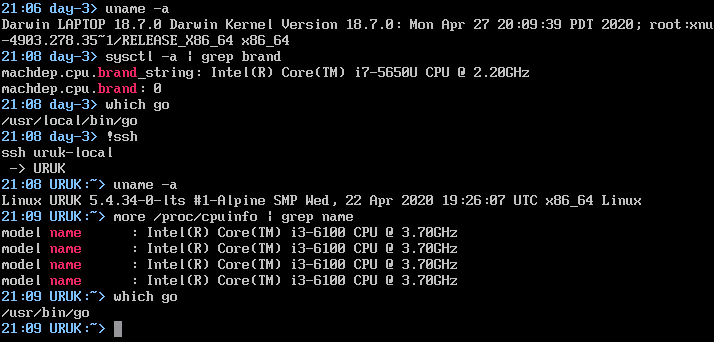 21:06 day-3> uname -a
Darwin LAPTOP 18.7.0 Darwin Kernel Version 18.7.0: Mon Apr 27 20:09:39 PDT 2020; root:xnu
-4903.278.35~1/RELEASE_X86_64 x86_64
21:08 day-3> sysctl -a | grep brand
machdep.cpu.brand_string: Intel(R) Core(TM) i7-5650U CPU @ 2.20GHz
machdep.cpu.brand: 0
21:08 day-3> which go
/usr/local/bin/go
21:08 day-3> !ssh
ssh uruk-local
-> URUK
21:08 URUK:~> uname -a
Linux URUK 5.4.34-0-lts #1-Alpine SMP Wed, 22 Apr 2020 19:26:07 UTC x86_64 Linux
21:09 URUK:~> more /proc/cpuinfo | grep name
model name : Intel(R) Core(TM) i3-6100 CPU @ 3.70GHz
model name : Intel(R) Core(TM) i3-6100 CPU @ 3.70GHz
model name : Intel(R) Core(TM) i3-6100 CPU @ 3.70GHz
model name : Intel(R) Core(TM) i3-6100 CPU @ 3.70GHz
21:09 URUK:~> which go
/usr/bin/go
21:09 URUK:~>